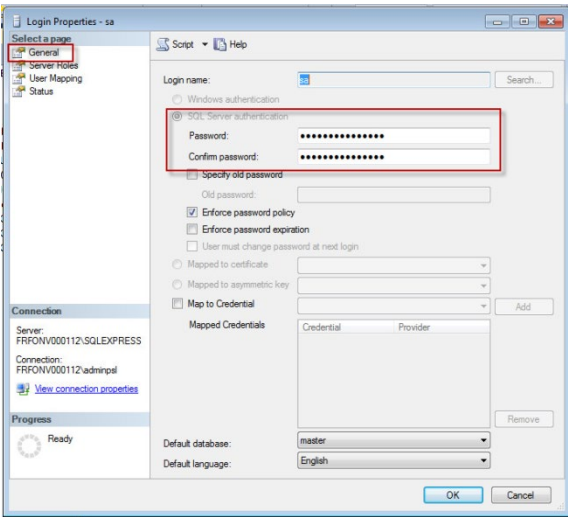 Login Properties - sa
Select a page
General
Server Roles
User Mapping
Status
Script Help
Login name: sa Search...
Windows authentication
SQL Server authentication
Password: ●●●●●●●●●●●●●●●
Confirm password: ●●●●●●●●●●●●●●●
Specify old password
Old password:
Enforce password policy
Enforce password expiration
User must change password at next login
Mapped to certificate
Mapped to asymmetric key
Map to Credential Add
Mapped Credentials Credential Provider
Remove
Default database: master
Default language: English
Connection
Server:
FRFONV000112\SQLEXPRESS
Connection:
FRFONV000112\adminpsl
View connection properties
Progress
Ready
OK Cancel